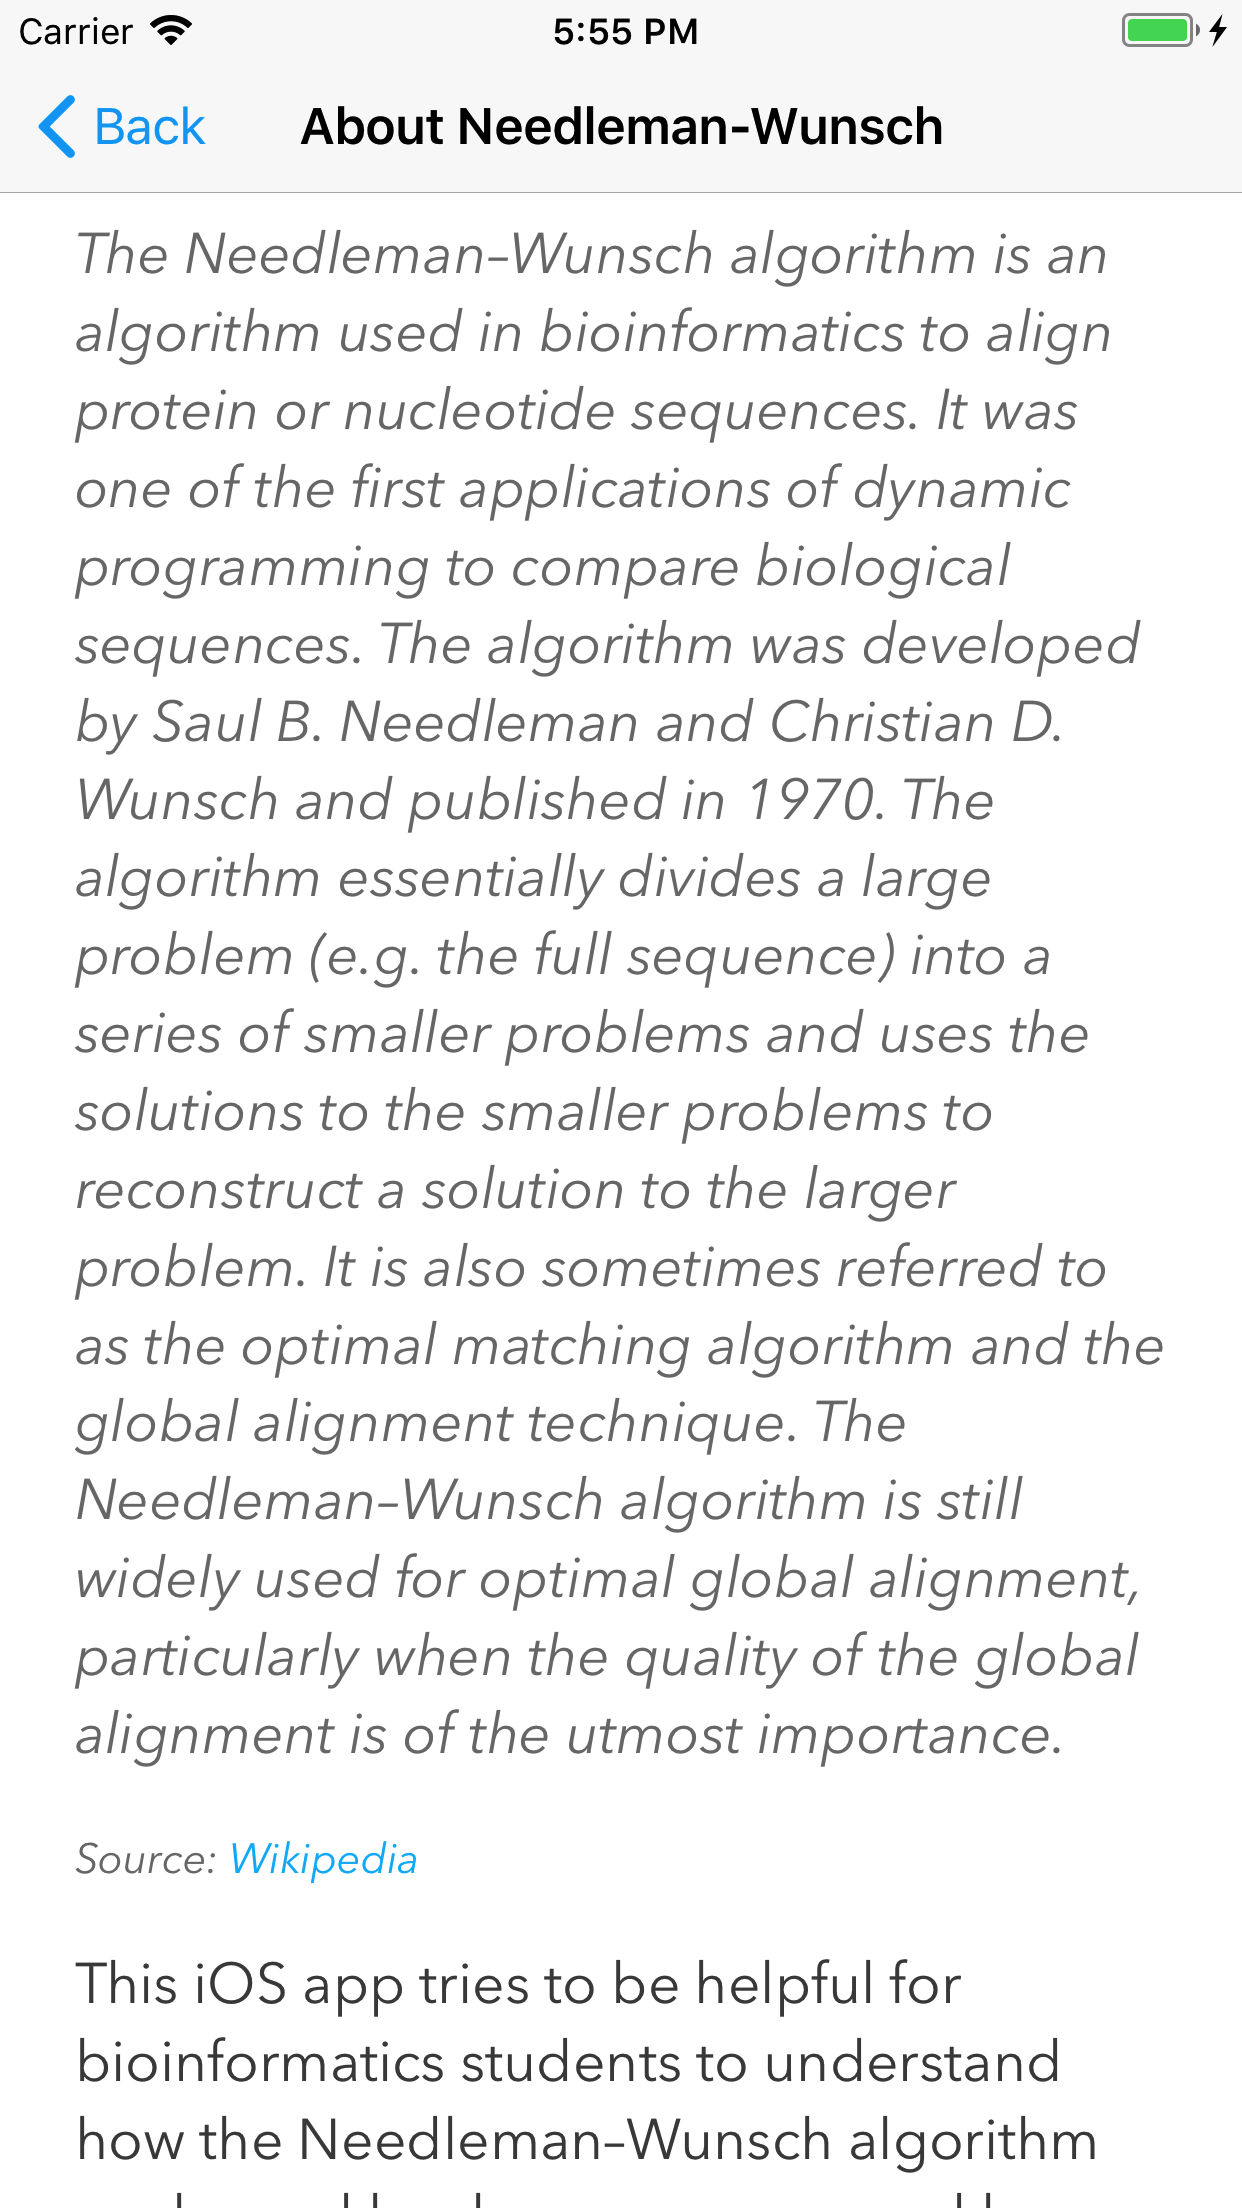 Carrier 5:55 PM
Back About Needleman-Wunsch
The Needleman–Wunsch algorithm is an
algorithm used in bioinformatics to align
protein or nucleotide sequences. It was
one of the first applications of dynamic
programming to compare biological
sequences. The algorithm was developed
by Saul B. Needleman and Christian D.
Wunsch and published in 1970. The
algorithm essentially divides a large
problem (e.g. the full sequence) into a
series of smaller problems and uses the
solutions to the smaller problems to
reconstruct a solution to the larger
problem. It is also sometimes referred to
as the optimal matching algorithm and the
global alignment technique. The
Needleman–Wunsch algorithm is still
widely used for optimal global alignment,
particularly when the quality of the global
alignment is of the utmost importance.
Source: Wikipedia
This iOS app tries to be helpful for
bioinformatics students to understand
how the Needleman–Wunsch algorithm